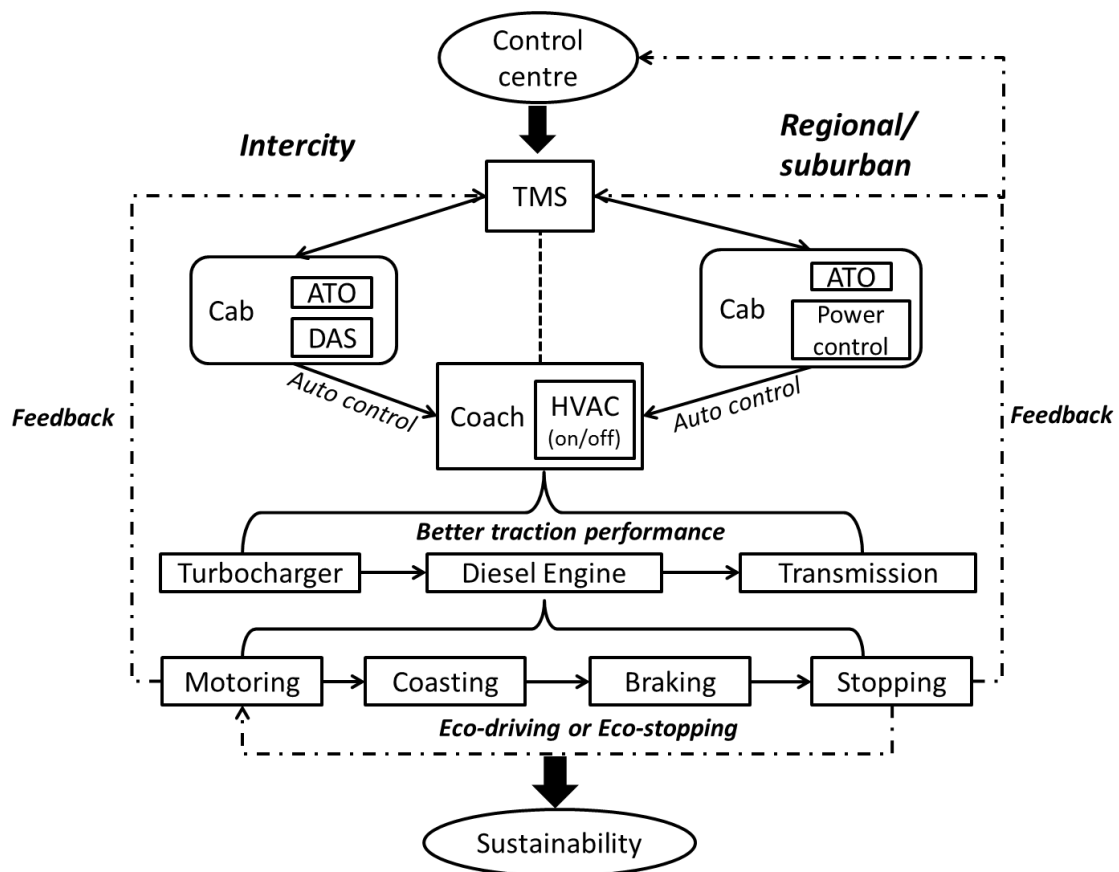 Control
centre
Intercity
Regional/
suburban
TMS
Cab
ATO
DAS
Cab
ATO
Power
control
Auto control
Auto control
Feedback
Coach
HVAC
(on/off)
Feedback
Better traction performance
Turbocharger
Diesel Engine
Transmission
Motoring
Coasting
Braking
Stopping
Eco-driving or Eco-stopping
Sustainability